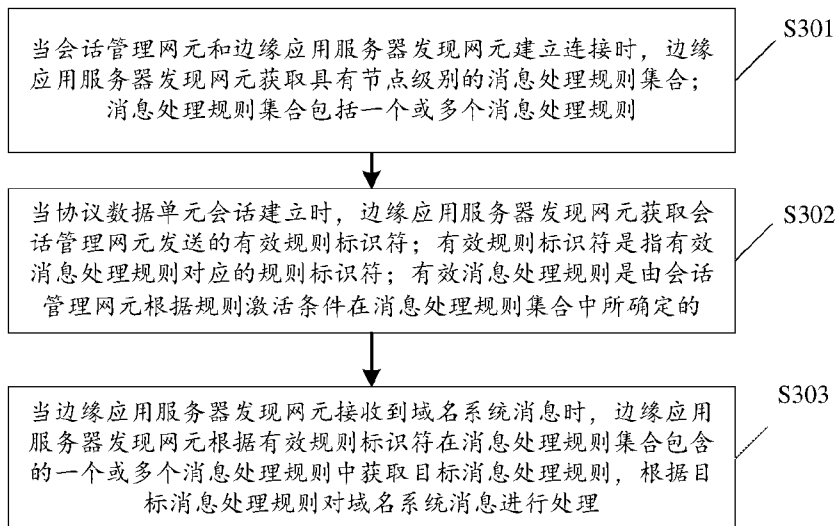 当会话管理网元和边缘应用服务器发现网元建立连接时，边缘
应用服务器发现网元获取具有节点级别的消息处理规则集合；
消息处理规则集合包括一个或多个消息处理规则
S301
当协议数据单元会话建立时，边缘应用服务器发现网元获取会
话管理网元发送的有效规则标识符；有效规则标识符是指有效
消息处理规则对应的规则标识符；有效消息处理规则是由会话
管理网元根据规则激活条件在消息处理规则集合中所确定的
S302
当边缘应用服务器发现网元接收到域名系统消息时，边缘应用
服务器发现网元根据有效规则标识符在消息处理规则集合包含
的一个或多个消息处理规则中获取目标消息处理规则，根据目
标消息处理规则对域名系统消息进行处理
S303